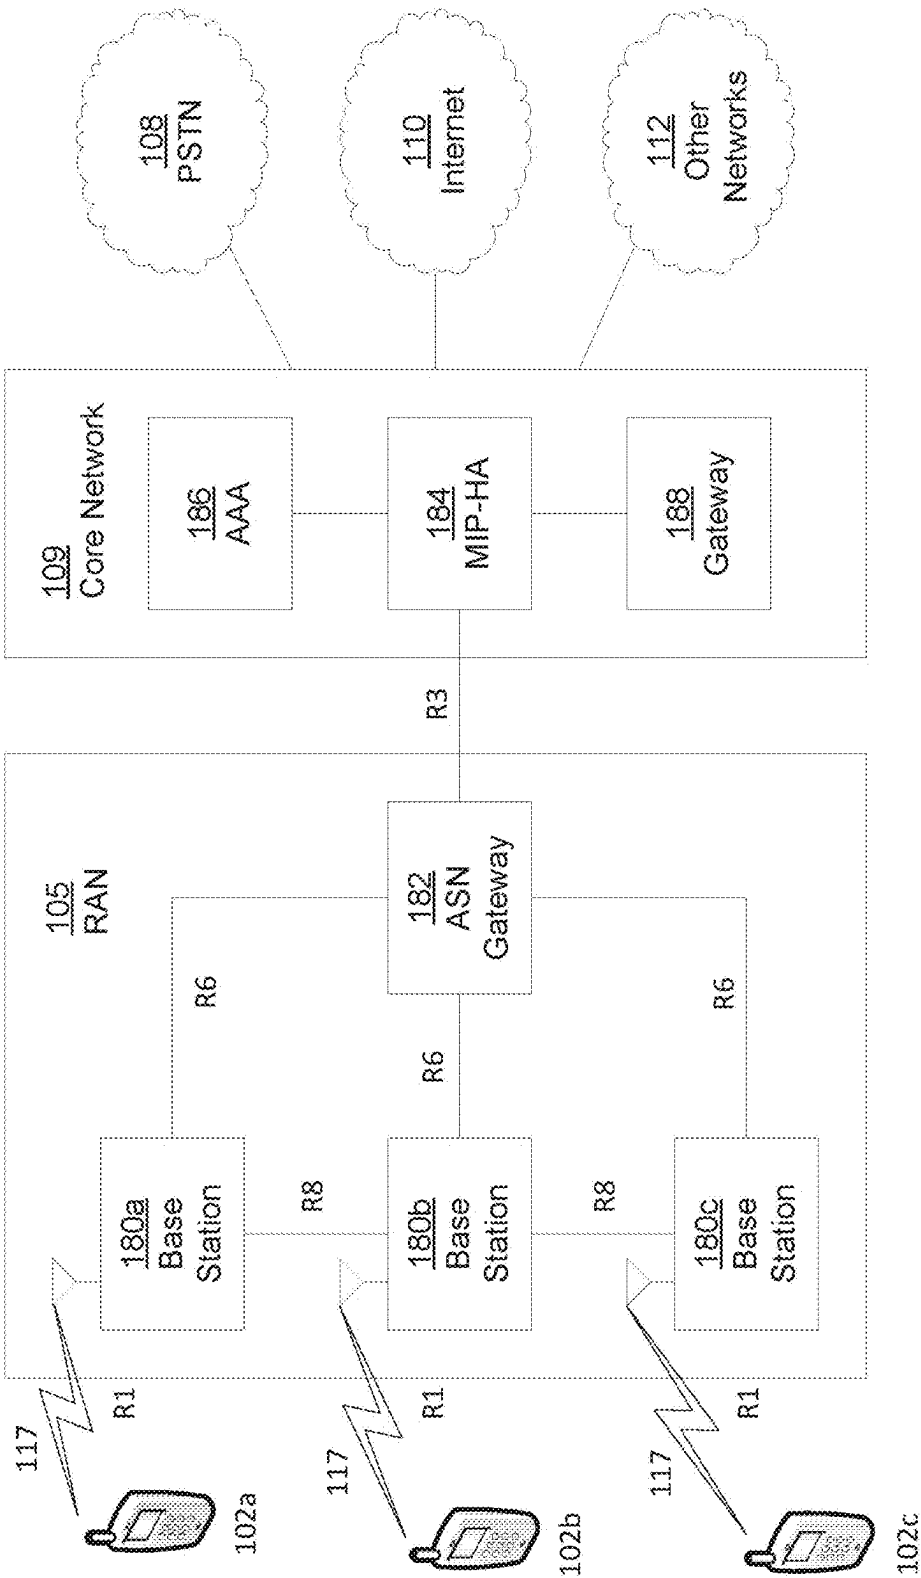 102a
117
R1
180a
Base
Station
R8
102b
117
R1
180b
Base
Station
R8
102c
117
R1
180c
Base
Station
105
RAN
R6
R6
R6
182
ASN
Gateway
R3
109
Core Network
186
AAA
184
MIP-HA
188
Gateway
108
PSTN
110
Internet
112
Other
Networks